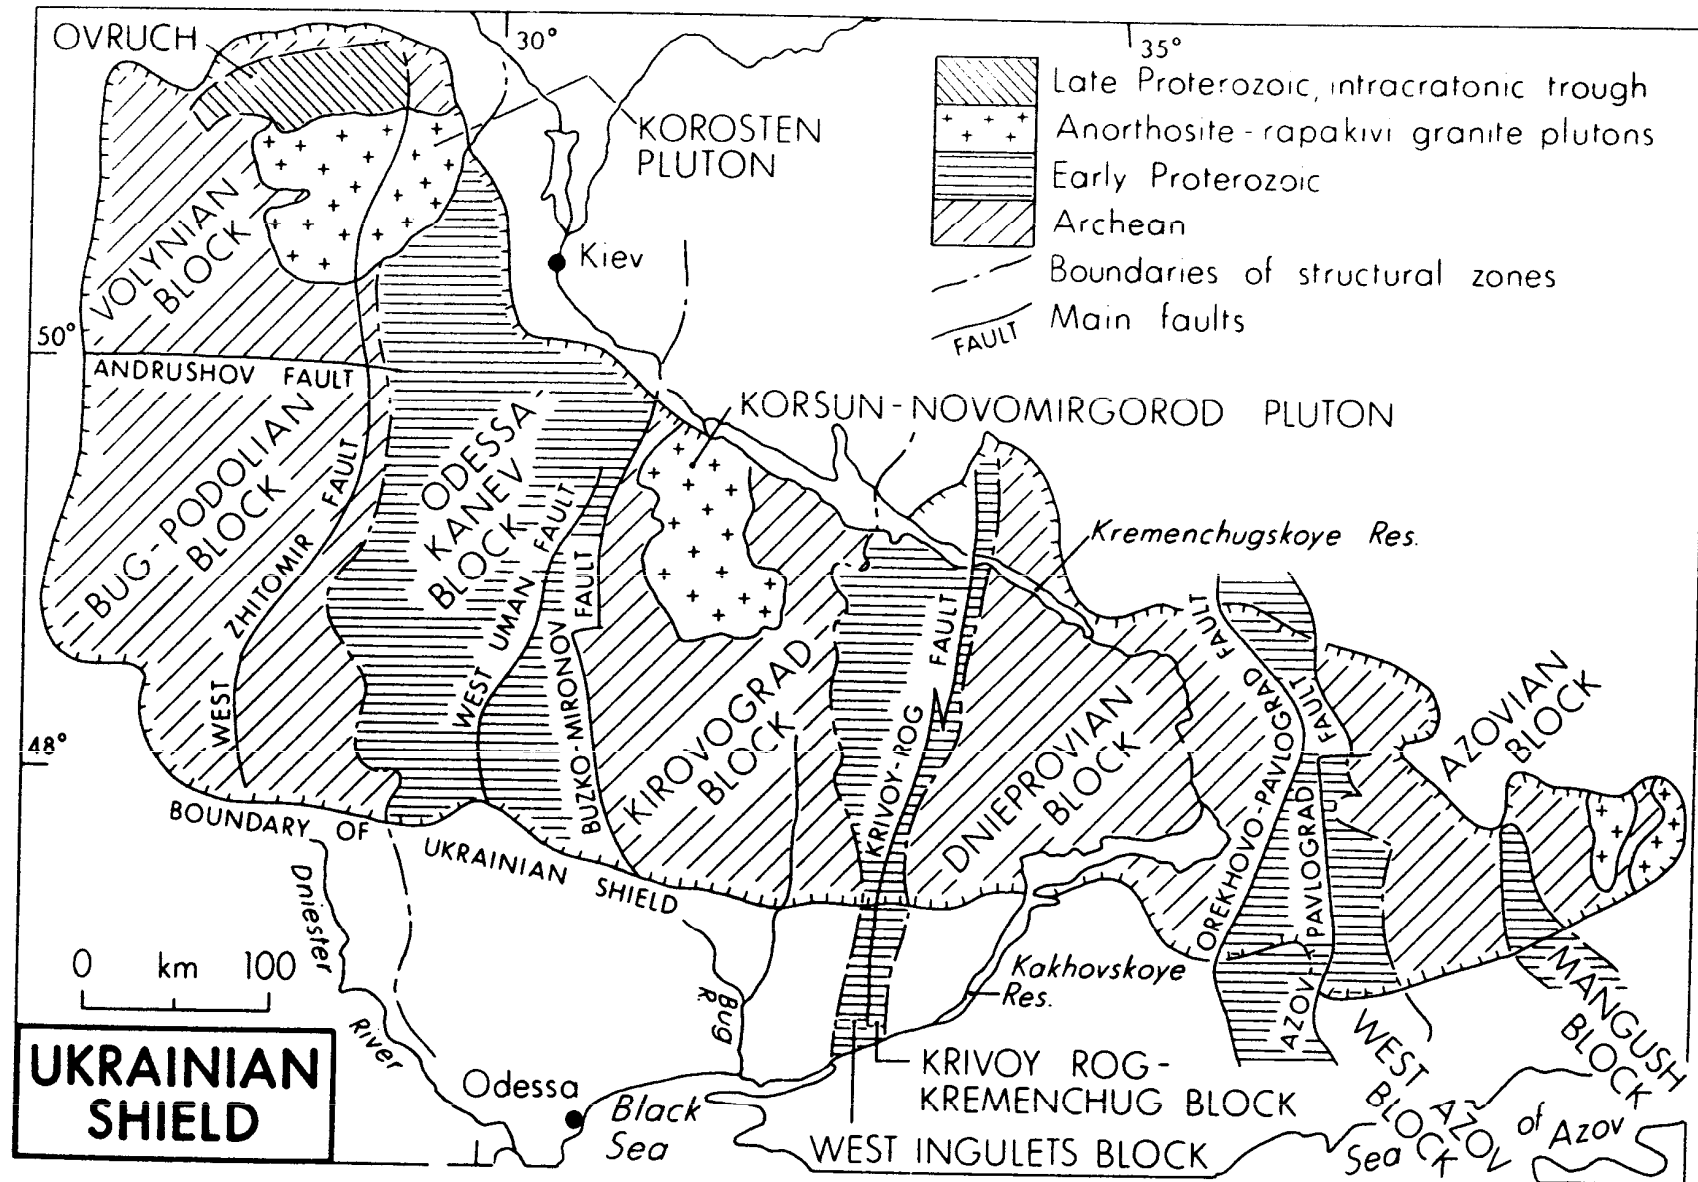 OVRUCH
30°
35°
KOROSTEN
PLUTON
Late Proterozoic, intracratonic trough
Anorthosite - rapakivi granite plutons
Early Proterozoic
Archean
Boundaries of structural zones
FAULT
Main faults
VOLYNIAN
BLOCK
Kiev
50°
ANDRUSHOV FAULT
KORSUN-NOVOMIRGOROD PLUTON
BUG-PODOLIAN
BLOCK
WEST ZHITOMIR FAULT
ODESSA
KANEV
BLOCK
WEST UMAN FAULT
BUZKO-MIRONOV FAULT
Kremenchugskoye Res.
KIROVOGRAD
BLOCK
KRIVOY-ROG FAULT
DNIEPROVIAN
BLOCK
OREKHOVO-PAVLOGRAD FAULT
AZOV-PAVLOGRAD FAULT
AZOVIAN
BLOCK
48°
BOUNDARY OF UKRAINIAN SHIELD
Dniester
River
0 km 100
Bug
R.
Kakhovskoye
Res.
UKRAINIAN
SHIELD
Odessa
Black
Sea
KRIVOY ROG-
KREMENCHUG BLOCK
WEST INGULETS BLOCK
WEST AZOV
BLOCK
MANGUSH
BLOCK
Sea of Azov